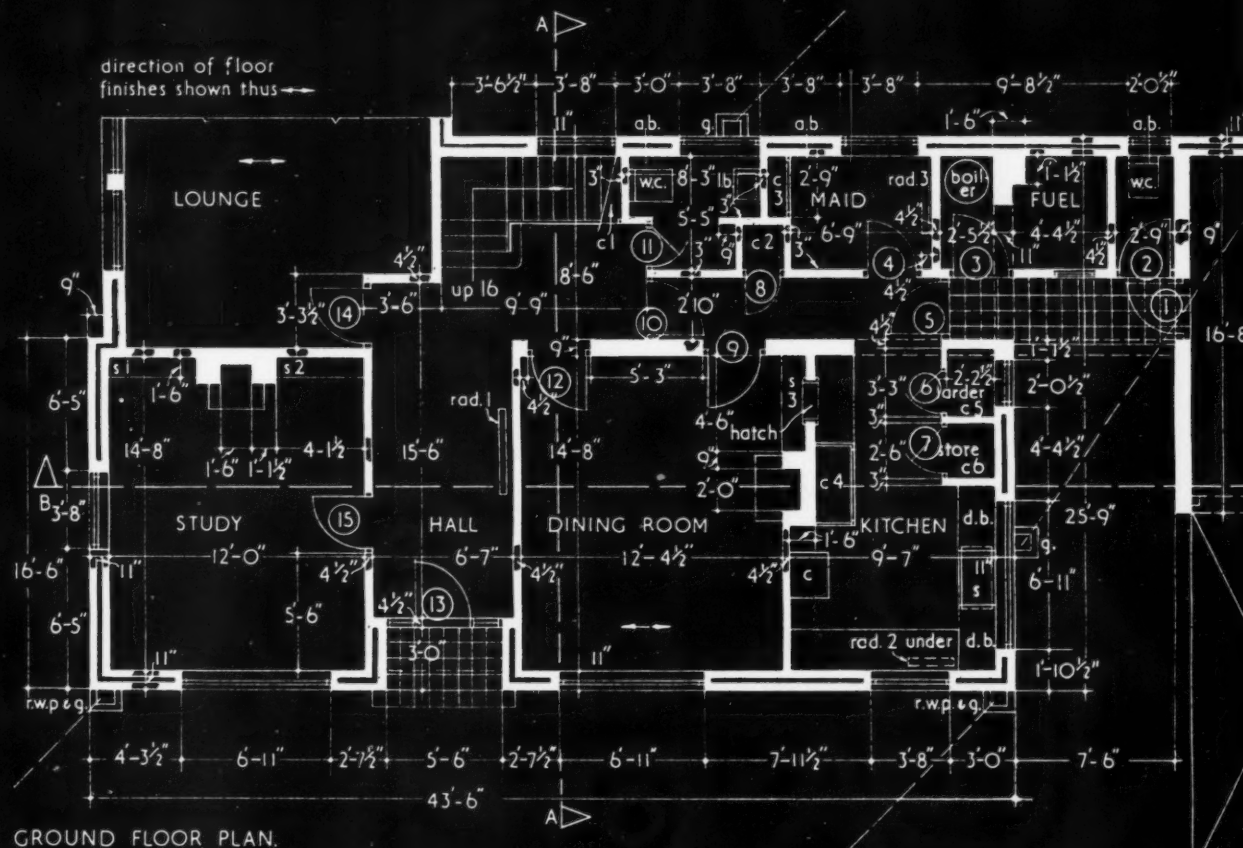 A
direction of floor
finishes shown thus
3'-6½" 3'-8" 3'-0" 3'-8" 3'-8" 3'-8" 9'-8½" 2'-0½"
11" a.b. g. a.b. 1'-6" a.b. 11"
LOUNGE
3" w.c. 8'-3" lb. c 3 2'-9" rad.3 boil-er 1'-1½" w.c.
3" MAID FUEL
5'-5" 4½"
c1 11 9" c2 6'-9" 2'-5½" 4'-4½" 2'-9" 9"
4½" 3" 3" 4 3 11" 4½" 2
8'-6"
9" up 16 8 4½"
3'-3½" 14 3'-6" 9'-9" 2'10 5 1
10 4½" 16'-8
9" 9 1'-1½"
s1 s2 12 5'-3" 3'-3" 6 2'-2½" 2'-0½"
1'-6" 4½" s 3 larder
6'-5" rad.1 4'-6" 3" c5
hatch
14'-8" 4'-1½ 15'-6" 14'-8" 2'-6" 7 store 4'-4½"
1'-6" 1'-1½" 9" c6
B 2'-0" c4 3"
3'-8"
STUDY 15 HALL DINING ROOM KITCHEN d.b. 25'-9"
1'-6" g.
12'-0" 6'-7" 12'-4½" 9'-7"
16'-6" 11" 4½" 4½" 4½" c 11" 6'-11"
s
5'-6" 4½" 13
6'-5" rad.2 under d.b.
3'-0"
11" 11" 1'-10½"
r.w.p & g. r.w.p & g.
4'-3½" 6'-11" 2'-7½" 5'-6" 2'-7½" 6'-11" 7'-11½" 3'-8" 3'-0" 7'-6"
43'-6"
A
GROUND FLOOR PLAN.